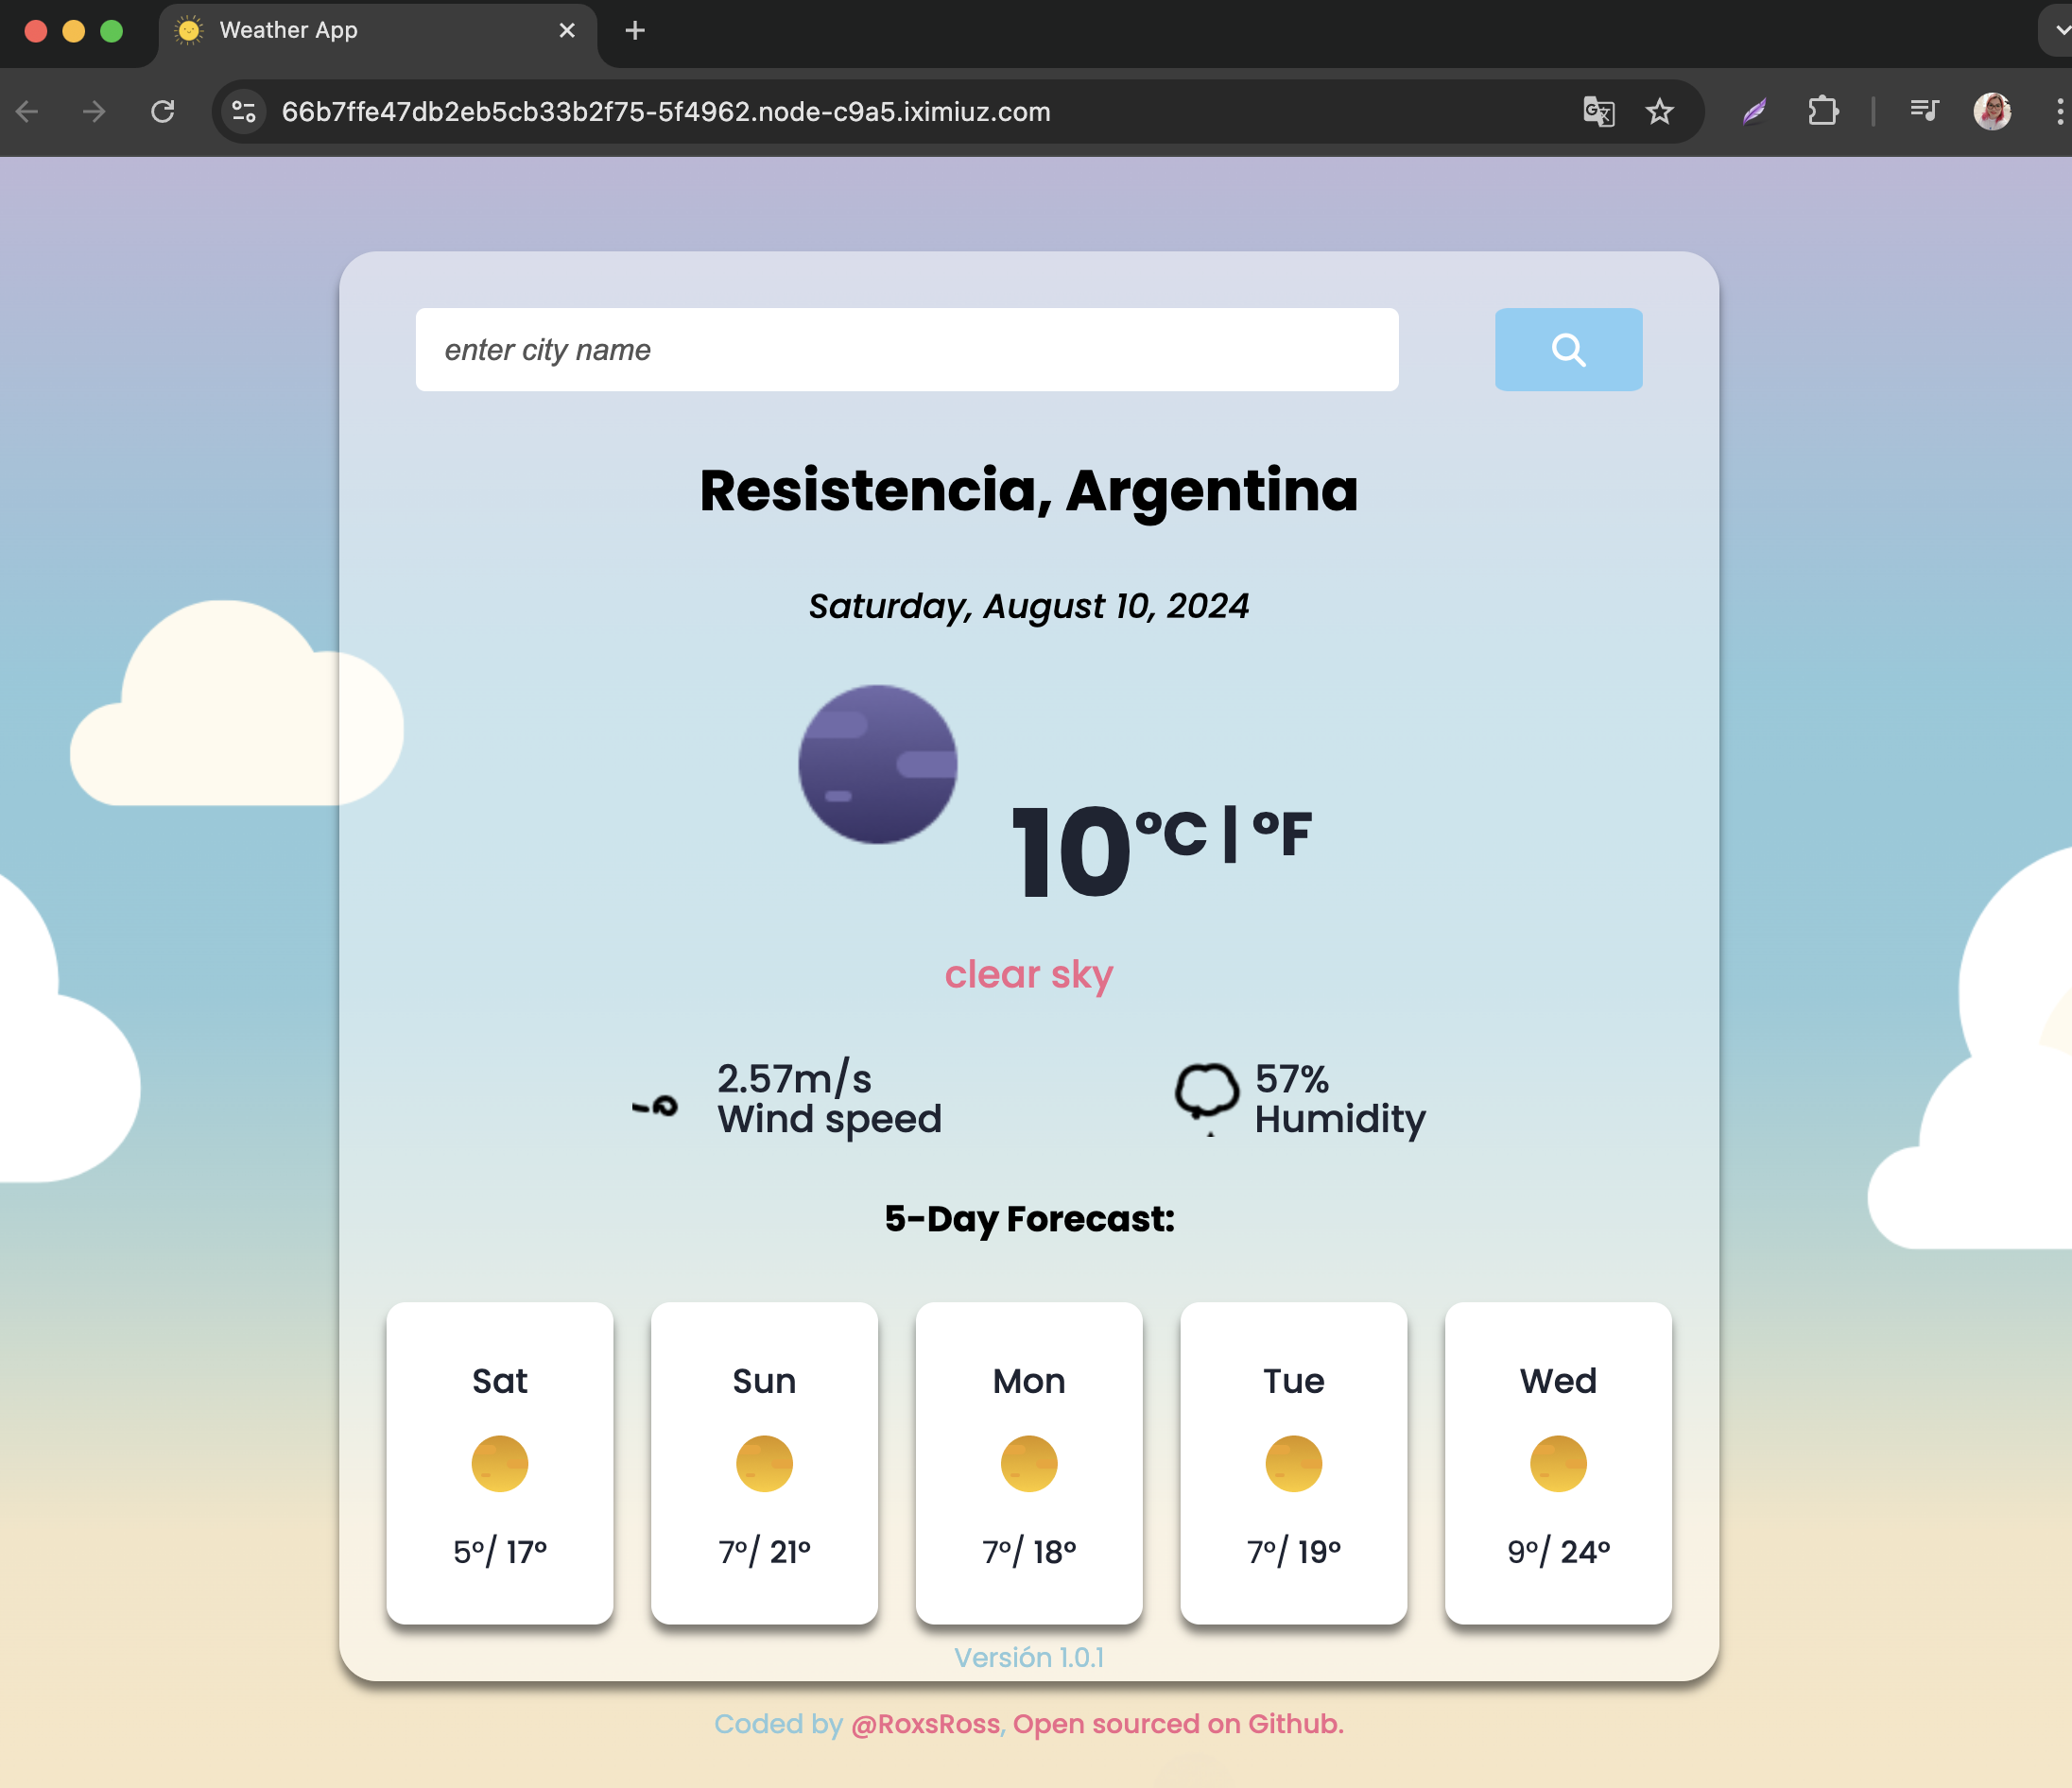 Weather App
66b7ffe47db2eb5cb33b2f75-5f4962.node-c9a5.iximiuz.com
enter city name
Resistencia, Argentina
Saturday, August 10, 2024
10°C | °F
clear sky
2.57m/s
Wind speed
57%
Humidity
5-Day Forecast:
Sat
5°/ 17°
Sun
7°/ 21°
Mon
7°/ 18°
Tue
7°/ 19°
Wed
9°/ 24°
Versión 1.0.1
Coded by @RoxsRoss, Open sourced on Github.